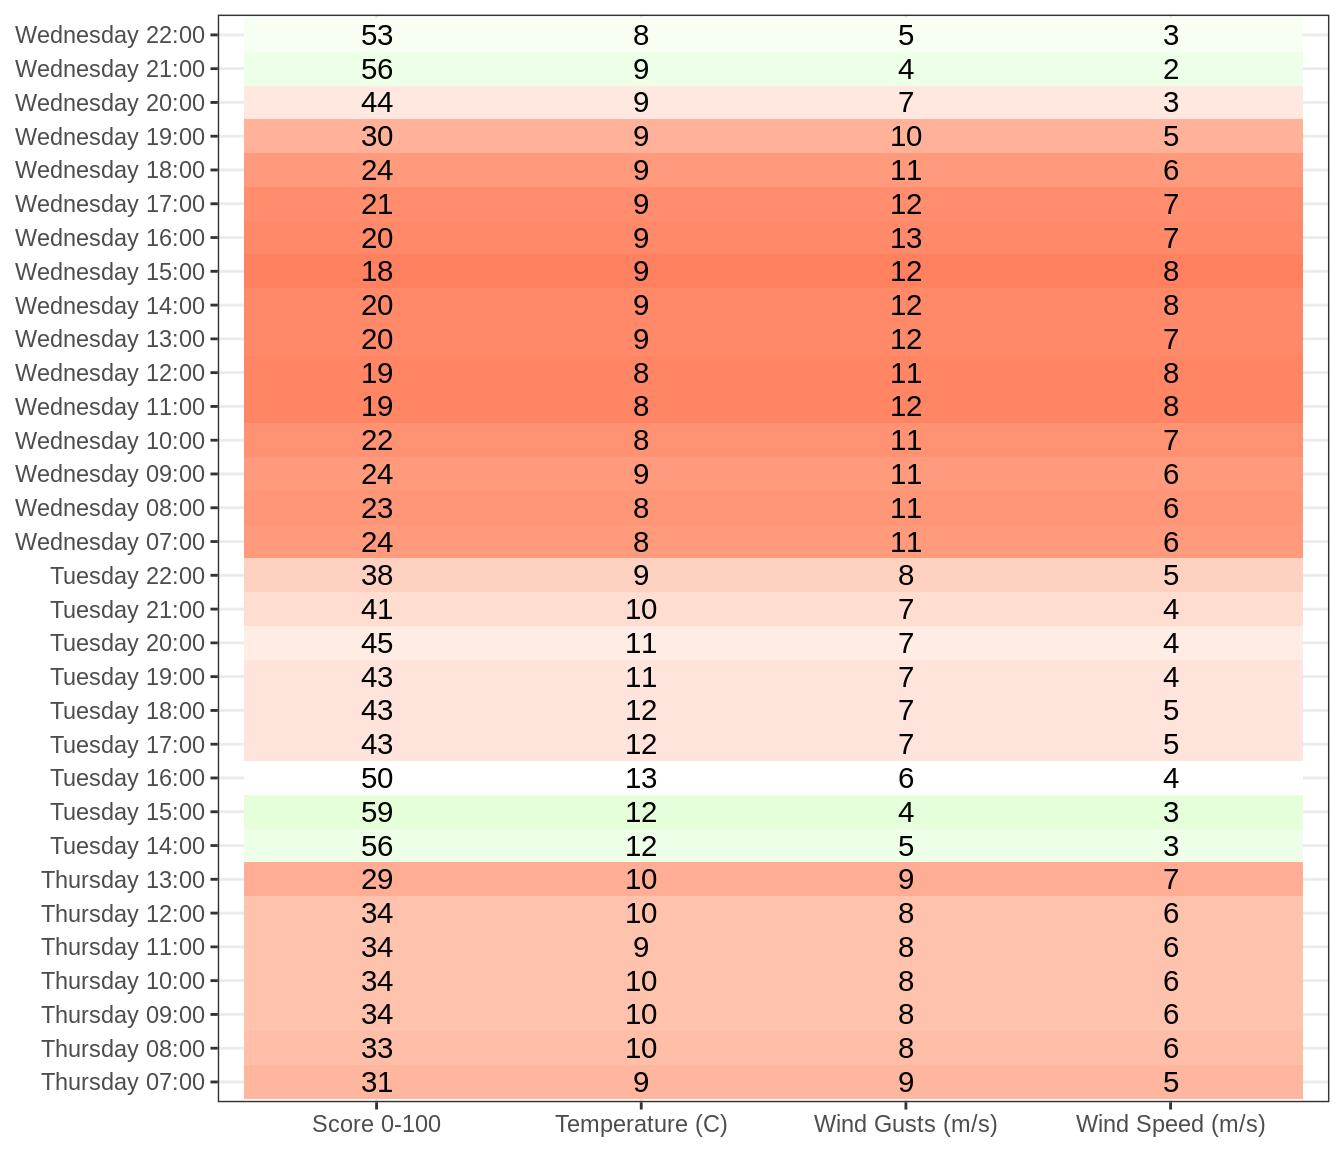 Wednesday 22:00 53 8 5 3
Wednesday 21:00 56 9 4 2
Wednesday 20:00 44 9 7 3
Wednesday 19:00 30 9 10 5
Wednesday 18:00 24 9 11 6
Wednesday 17:00 21 9 12 7
Wednesday 16:00 20 9 13 7
Wednesday 15:00 18 9 12 8
Wednesday 14:00 20 9 12 8
Wednesday 13:00 20 9 12 7
Wednesday 12:00 19 8 11 8
Wednesday 11:00 19 8 12 8
Wednesday 10:00 22 8 11 7
Wednesday 09:00 24 9 11 6
Wednesday 08:00 23 8 11 6
Wednesday 07:00 24 8 11 6
Tuesday 22:00 38 9 8 5
Tuesday 21:00 41 10 7 4
Tuesday 20:00 45 11 7 4
Tuesday 19:00 43 11 7 4
Tuesday 18:00 43 12 7 5
Tuesday 17:00 43 12 7 5
Tuesday 16:00 50 13 6 4
Tuesday 15:00 59 12 4 3
Tuesday 14:00 56 12 5 3
Thursday 13:00 29 10 9 7
Thursday 12:00 34 10 8 6
Thursday 11:00 34 9 8 6
Thursday 10:00 34 10 8 6
Thursday 09:00 34 10 8 6
Thursday 08:00 33 10 8 6
Thursday 07:00 31 9 9 5
Score 0-100 Temperature (C) Wind Gusts (m/s) Wind Speed (m/s)